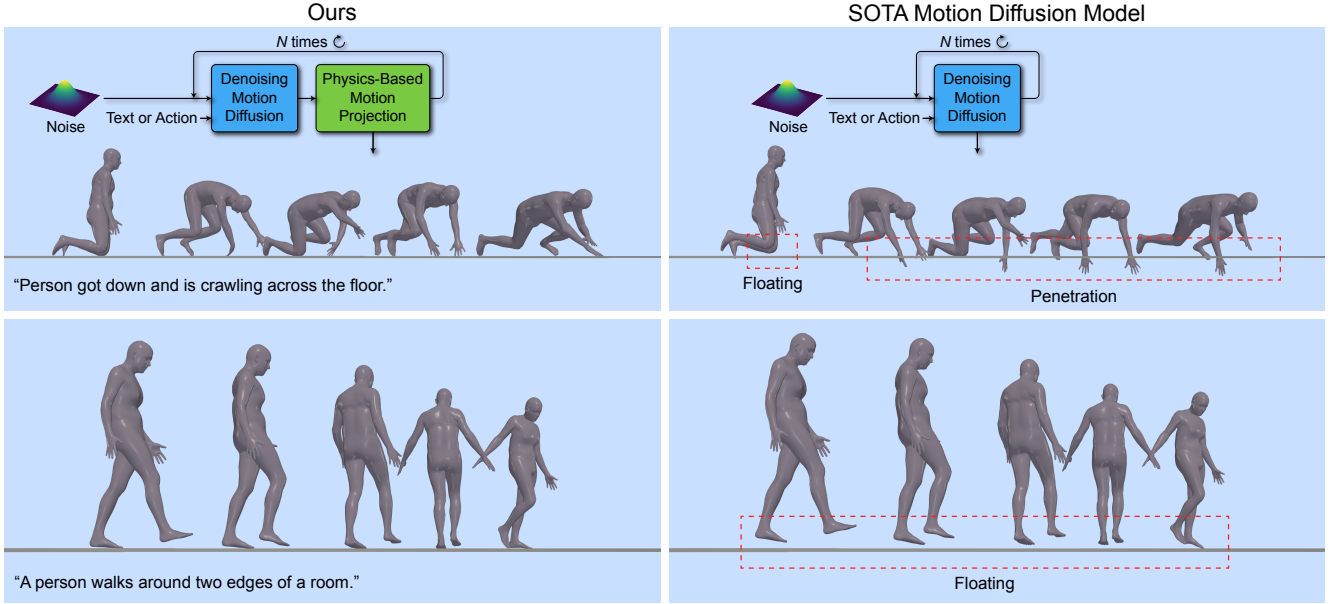 Ours
N times
Denoising
Motion
Diffusion
Physics-Based
Motion
Projection
Noise
Text or Action
“Person got down and is crawling across the floor.”
“A person walks around two edges of a room.”
SOTA Motion Diffusion Model
N times
Denoising
Motion
Diffusion
Noise
Text or Action
Floating
Penetration
Floating